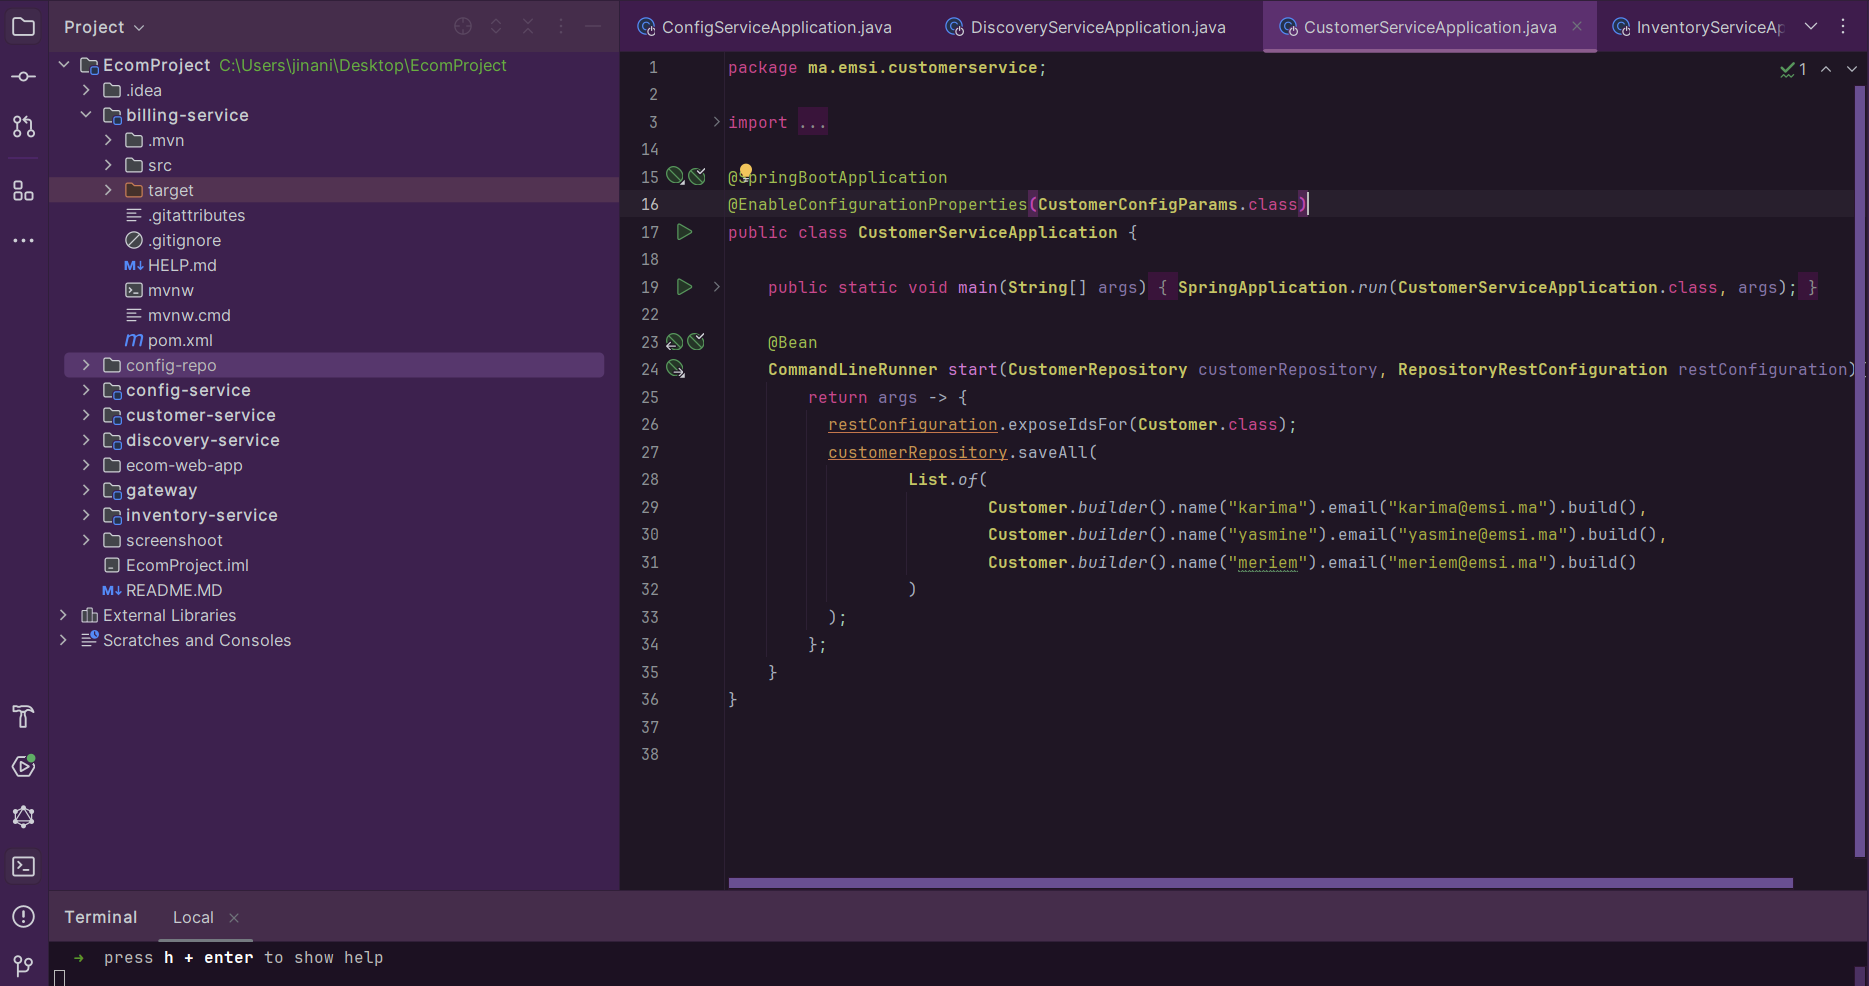 Project
EcomProject C:\Users\jinani\Desktop\EcomProject
.idea
billing-service
.mvn
src
target
.gitattributes
.gitignore
M↓ HELP.md
mvnw
mvnw.cmd
m pom.xml
config-repo
config-service
customer-service
discovery-service
ecom-web-app
gateway
inventory-service
screenshoot
EcomProject.iml
M↓ README.MD
External Libraries
Scratches and Consoles
ConfigServiceApplication.java DiscoveryServiceApplication.java CustomerServiceApplication.java InventoryServiceAp
1 package ma.emsi.customerservice; 1
2
3 import ...
14
15 @SpringBootApplication
16 @EnableConfigurationProperties(CustomerConfigParams.class)
17 public class CustomerServiceApplication {
18
19 public static void main(String[] args) { SpringApplication.run(CustomerServiceApplication.class, args); }
22
23 @Bean
24 CommandLineRunner start(CustomerRepository customerRepository, RepositoryRestConfiguration restConfiguration){
25 return args -> {
26 restConfiguration.exposeIdsFor(Customer.class);
27 customerRepository.saveAll(
28 List.of(
29 Customer.builder().name("karima").email("karima@emsi.ma").build(),
30 Customer.builder().name("yasmine").email("yasmine@emsi.ma").build(),
31 Customer.builder().name("meriem").email("meriem@emsi.ma").build()
32 )
33 );
34 };
35 }
36 }
37
38
Terminal Local
➜ press h + enter to show help